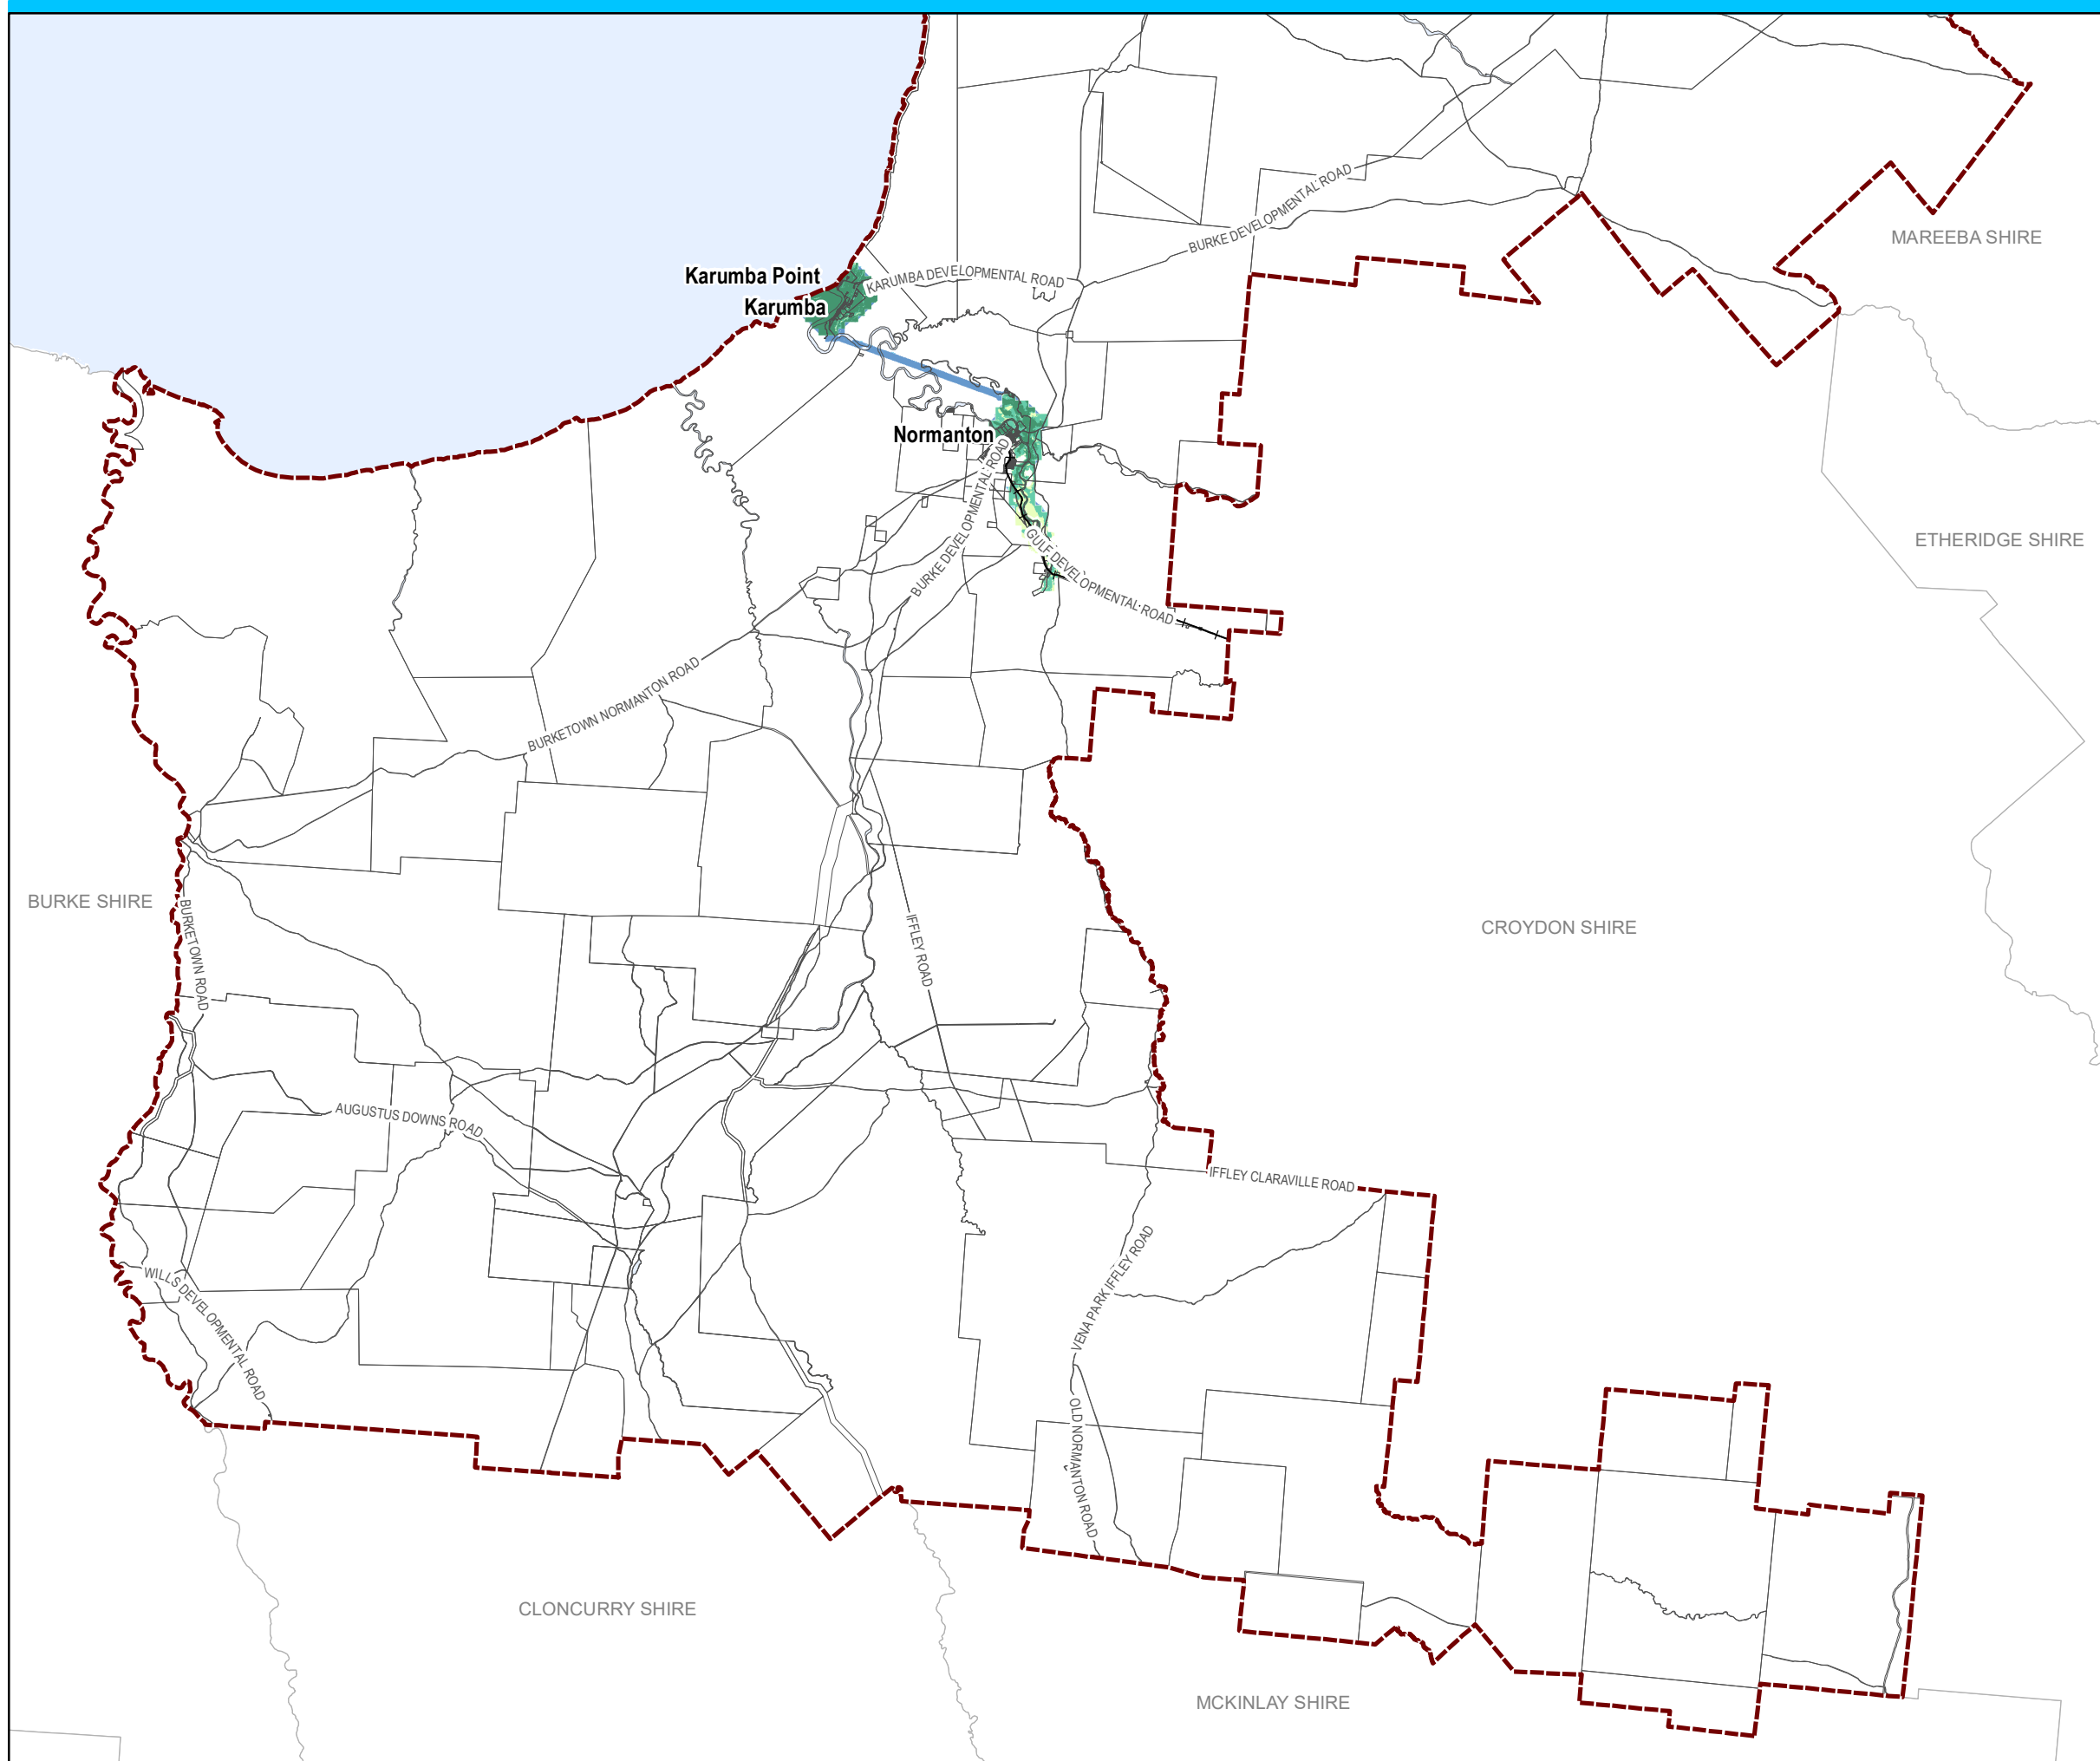 MAREEBA SHIRE
BURKE DEVELOPMENTAL ROAD
Karumba Point
KARUMBA DEVELOPMENTAL ROAD
Karumba
Normanton
BURKE DEVELOPMENTAL ROAD
ETHERIDGE SHIRE
GULF DEVELOPMENTAL ROAD
BURKETOWN NORMANTON ROAD
BURKE SHIRE
BURKETOWN ROAD
IFFLEY ROAD
CROYDON SHIRE
AUGUSTUS DOWNS ROAD
IFFLEY CLARAVILLE ROAD
WILLS DEVELOPMENTAL ROAD
VENA PARK IFFLEY ROAD
OLD NORMANTON ROAD
CLONCURRY SHIRE
MCKINLAY SHIRE